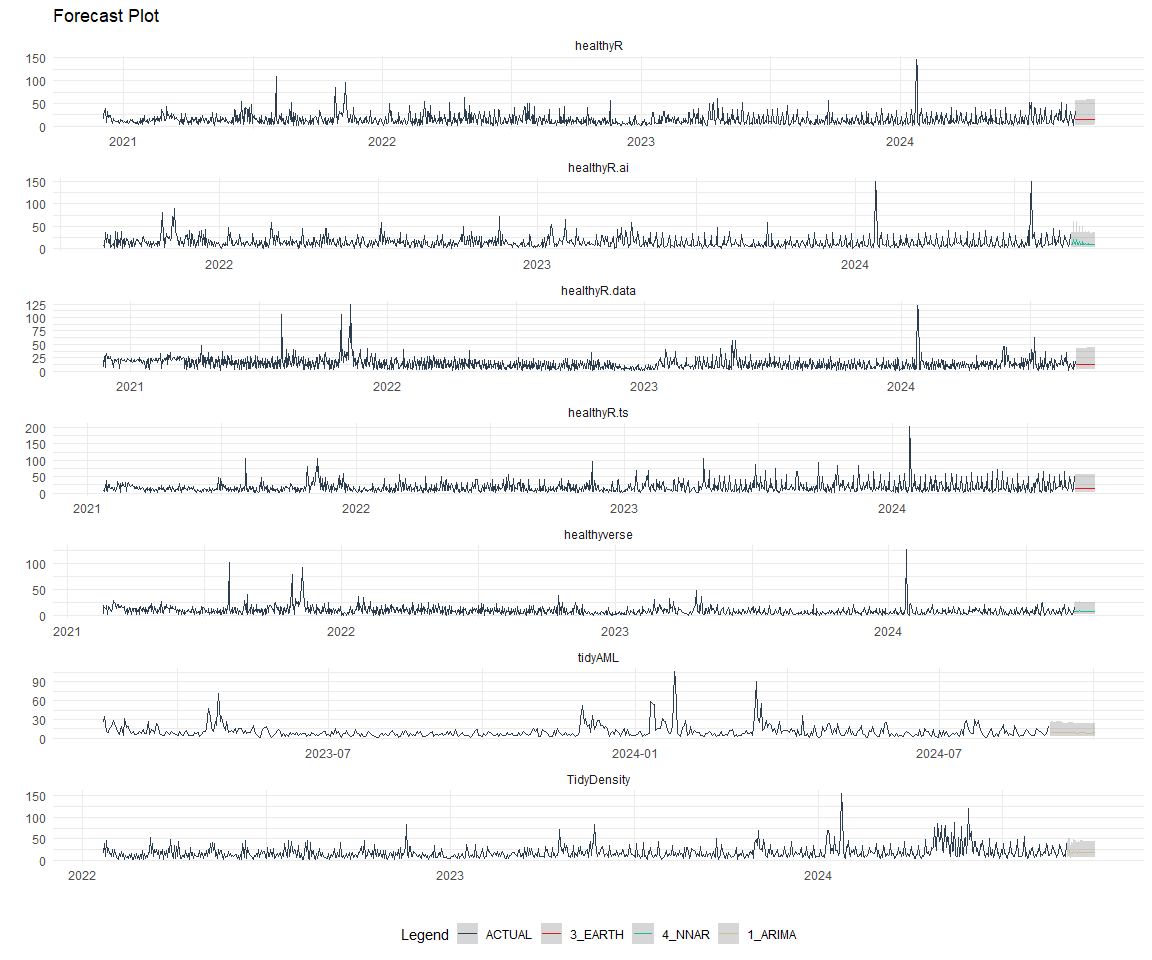 Forecast Plot
healthyR
150
100
50
0
2021 2022 2023 2024
healthyR.ai
150
100
50
0
2022 2023 2024
healthyR.data
125
100
75
50
25
0
2021 2022 2023 2024
healthyR.ts
200
150
100
50
0
2021 2022 2023 2024
healthyverse
100
50
0
2021 2022 2023 2024
tidyAML
90
60
30
0
2023-07 2024-01 2024-07
TidyDensity
150
100
50
0
2022 2023 2024
Legend ACTUAL 3_EARTH 4_NNAR 1_ARIMA